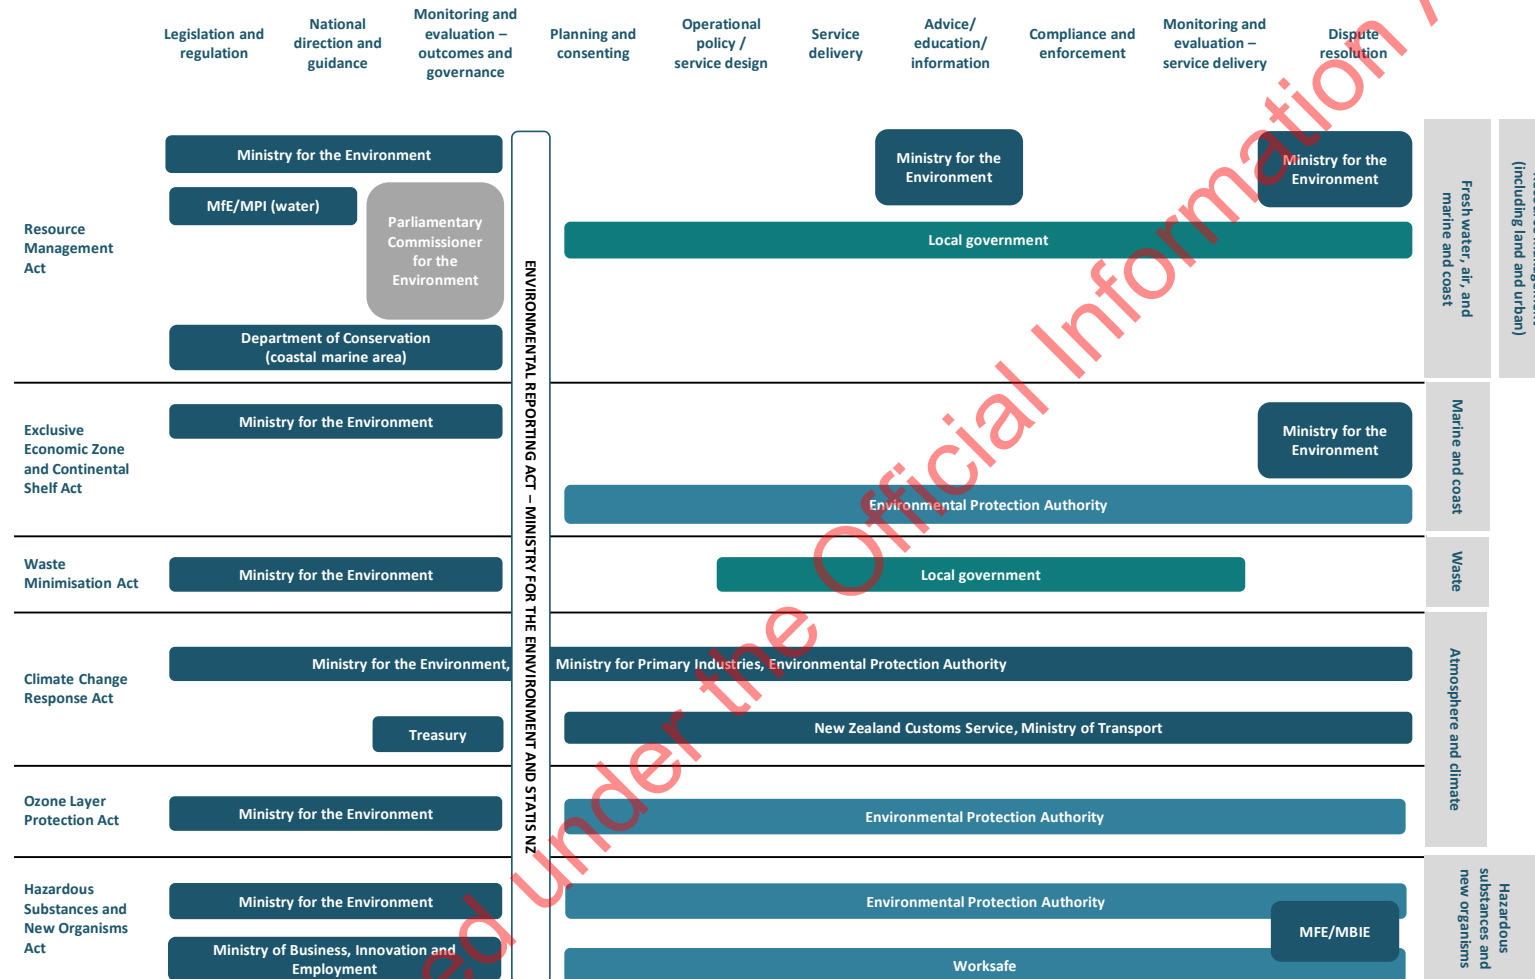 Legislation and
regulation
National
direction and
guidance
Monitoring and
evaluation –
outcomes and
governance
Planning and
consenting
Operational
policy /
service design
Service
delivery
Advice/
education/
information
Compliance and
enforcement
Monitoring and
evaluation –
service delivery
Dispute
resolution
Resource
Management
Act
Ministry for the Environment
MfE/MPI (water)
Parliamentary
Commissioner
for the
Environment
Department of Conservation
(coastal marine area)
Ministry for the
Environment
Ministry for the
Environment
Local government
Fresh water, air, and
marine and coast
(including land and urban)
ENVIRONMENTAL REPORTING ACT – MINISTRY FOR THE ENNVIRONMENT AND STATIS NZ
Exclusive
Economic Zone
and Continental
Shelf Act
Ministry for the Environment
Ministry for the
Environment
Environmental Protection Authority
Marine and coast
Waste
Minimisation Act
Ministry for the Environment
Local government
Waste
Climate Change
Response Act
Ministry for the Environment, Ministry for Primary Industries, Environmental Protection Authority
Treasury
New Zealand Customs Service, Ministry of Transport
Atmosphere and climate
Ozone Layer
Protection Act
Ministry for the Environment
Environmental Protection Authority
Hazardous
Substances and
New Organisms
Act
Ministry for the Environment
Ministry of Business, Innovation and
Employment
Environmental Protection Authority
MFE/MBIE
Worksafe
Hazardous
substances and
new organisms
ed under the Official Information A